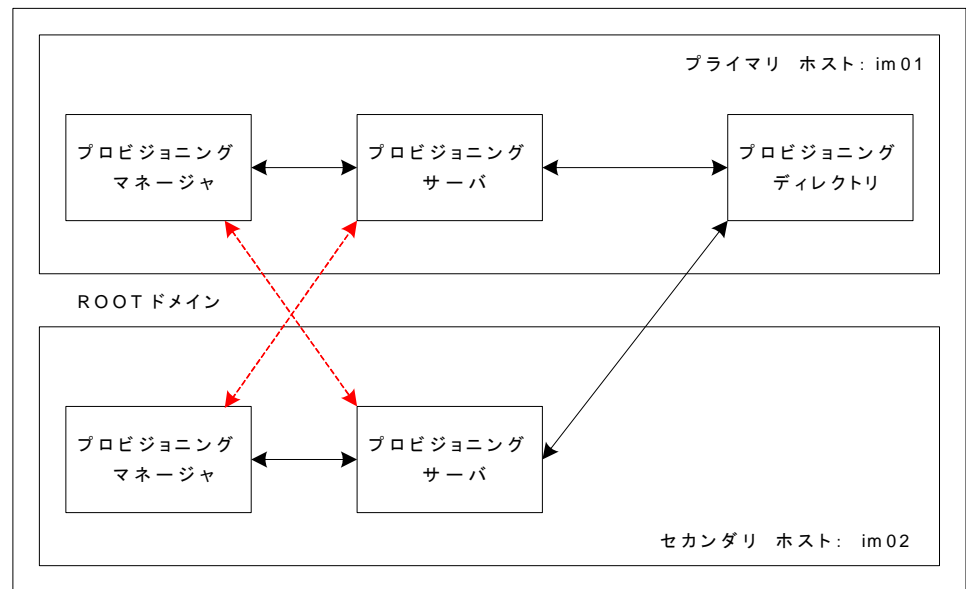 プライマリ ホスト: im01
プロビジョニング
マネージャ
プロビジョニング
サーバ
プロビジョニング
ディレクトリ
ROOTドメイン
プロビジョニング
マネージャ
プロビジョニング
サーバ
セカンダリ ホスト: im02